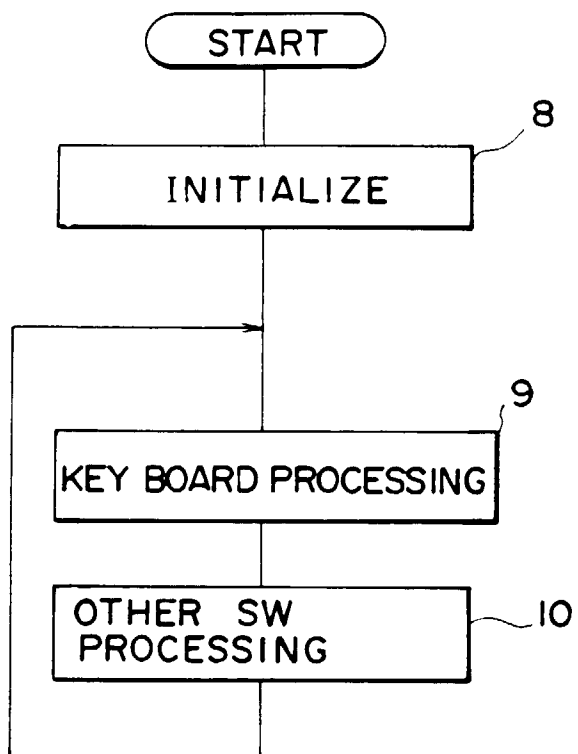 START
8
INITIALIZE
9
KEY BOARD PROCESSING
OTHER SW
PROCESSING
10